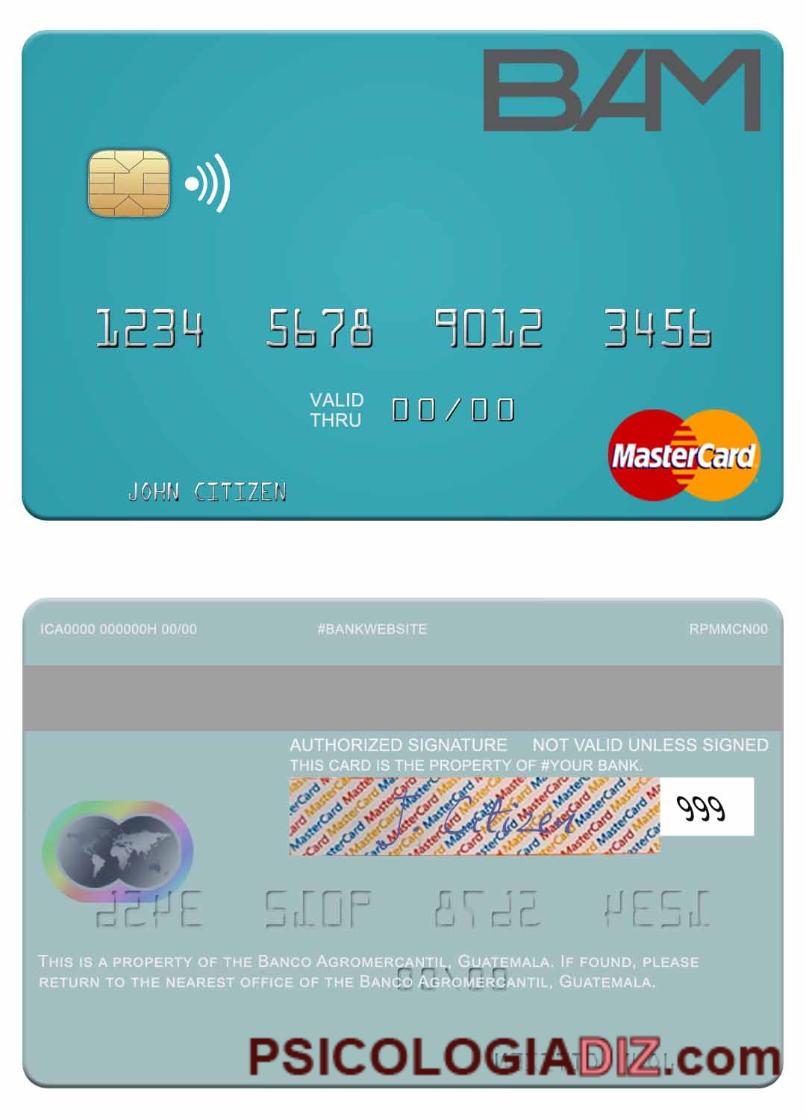 BAM
1234 5678 9012 3456
VALID THRU 00/00
MasterCard
JOHN CITIZEN
ICA0000 000000H 00/00 #BANKWEBSITE RPMMCN00
AUTHORIZED SIGNATURE NOT VALID UNLESS SIGNED
THIS CARD IS THE PROPERTY OF #YOUR BANK.
J. Citizen 999
THIS IS A PROPERTY OF THE BANCO AGROMERCANTIL, GUATEMALA. IF FOUND, PLEASE
RETURN TO THE NEAREST OFFICE OF THE BANCO AGROMERCANTIL, GUATEMALA.
PSICOLOGIADIZ.com